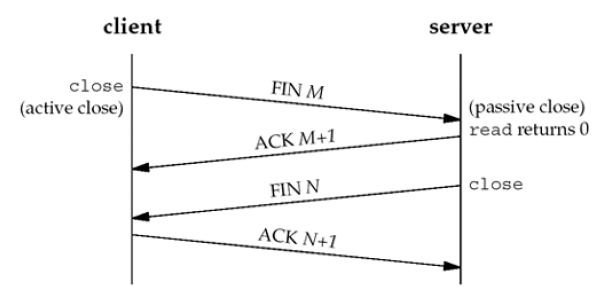 client
server
close
(active close)
FIN M
(passive close)
read returns 0
ACK M+1
FIN N
close
ACK N+1